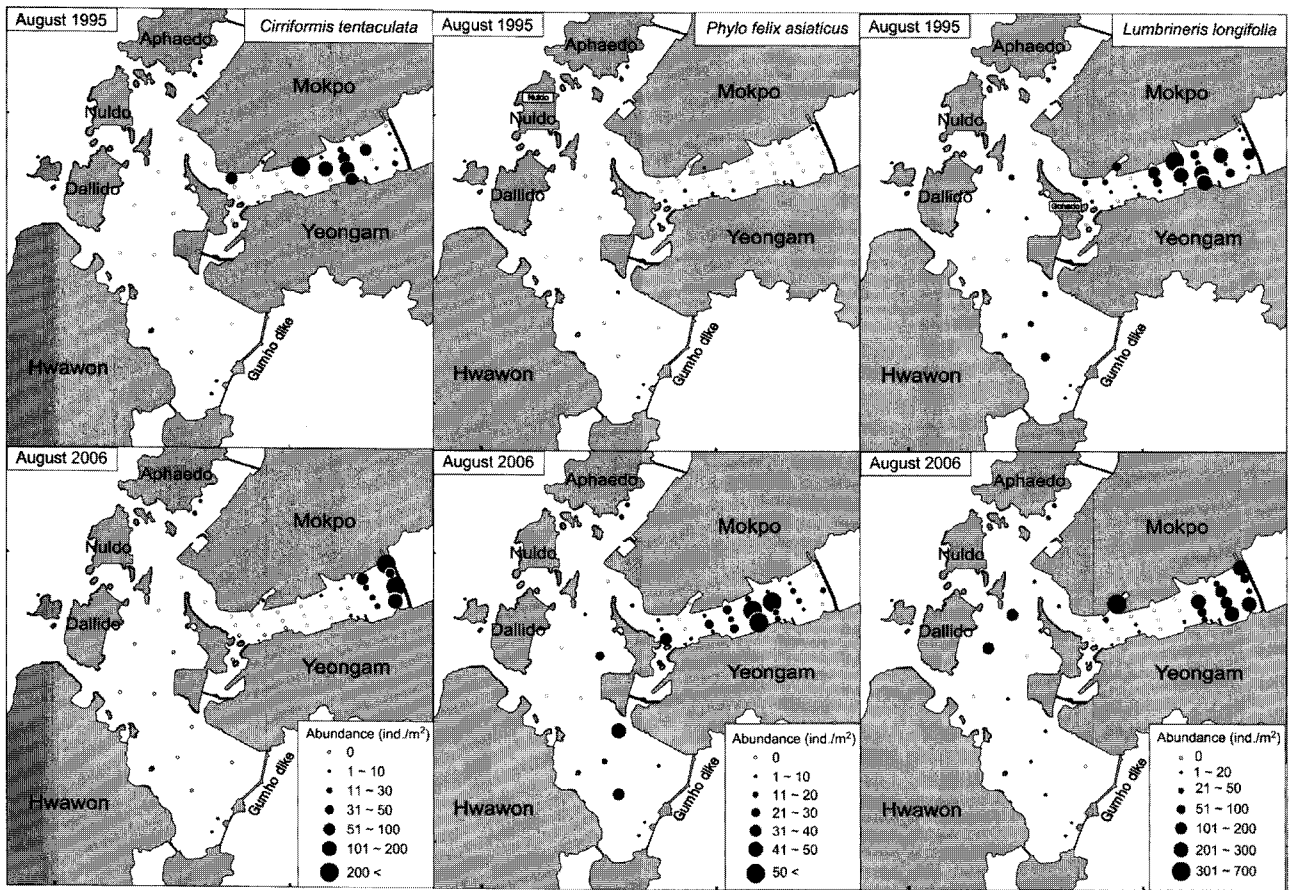 August 1995
Cirriformis tentaculata
Aphaedo
Mokpo
Nuldo
Dallido
Yeongam
Hwawon
Gumho dike
August 1995
Phylo felix asiaticus
Aphaedo
Mokpo
Nuldo
Nuldo
Dallido
Yeongam
Hwawon
Gumho dike
August 1995
Lumbrineris longifolia
Aphaedo
Mokpo
Nuldo
Dallido
Yeongam
Hwawon
Gumho dike
August 2006
Aphaedo
Mokpo
Nuldo
Dallido
Yeongam
Hwawon
Gumho dike
Abundance (ind./m²)
0
1 ~ 10
11 ~ 30
31 ~ 50
51 ~ 100
101 ~ 200
200 <
August 2006
Aphaedo
Mokpo
Nuldo
Dallido
Yeongam
Hwawon
Gumho dike
Abundance (ind./m²)
0
1 ~ 10
11 ~ 20
21 ~ 30
31 ~ 40
41 ~ 50
50 <
August 2006
Aphaedo
Mokpo
Nuldo
Dallido
Yeongam
Hwawon
Gumho dike
Abundance (ind./m²)
0
1 ~ 20
21 ~ 50
51 ~ 100
101 ~ 200
201 ~ 300
301 ~ 700